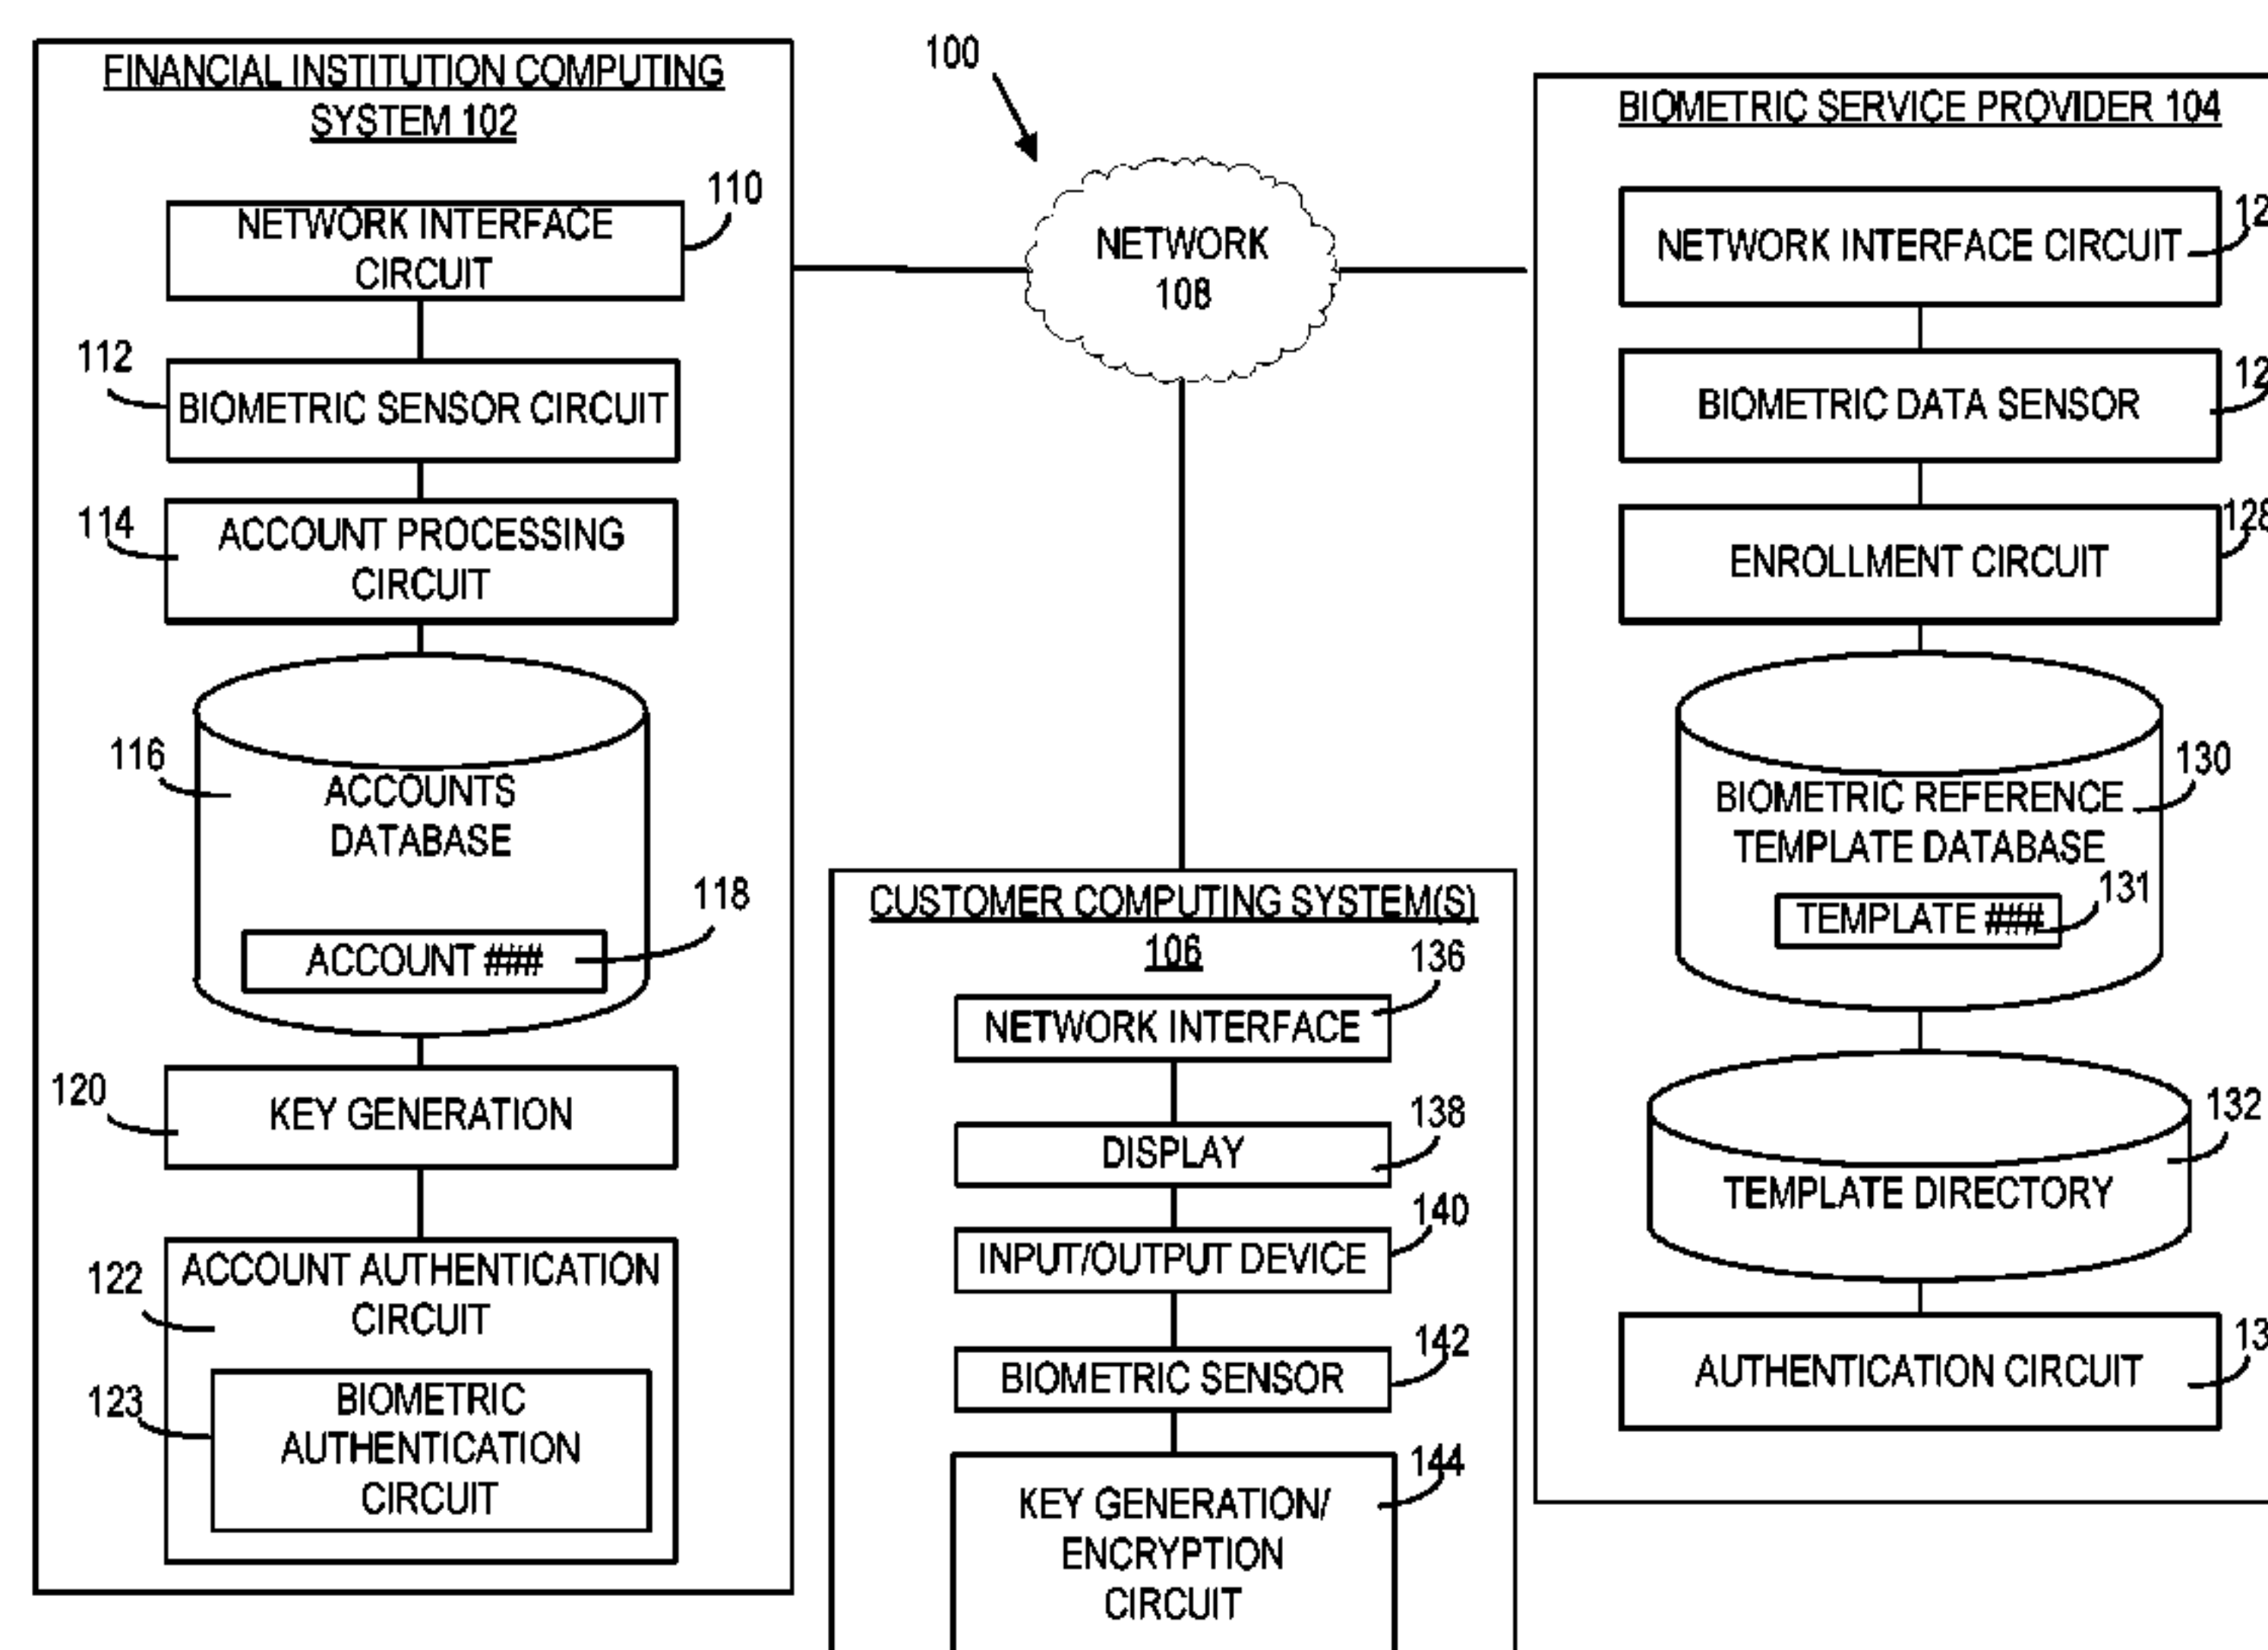 100
FINANCIAL INSTITUTION COMPUTING
SYSTEM 102
110
NETWORK INTERFACE
CIRCUIT
112
BIOMETRIC SENSOR CIRCUIT
114
ACCOUNT PROCESSING
CIRCUIT
116
ACCOUNTS
DATABASE
118
ACCOUNT ###
120
KEY GENERATION
122
ACCOUNT AUTHENTICATION
CIRCUIT
123
BIOMETRIC
AUTHENTICATION
CIRCUIT
NETWORK
108
CUSTOMER COMPUTING SYSTEM(S)
106
136
NETWORK INTERFACE
138
DISPLAY
140
INPUT/OUTPUT DEVICE
142
BIOMETRIC SENSOR
144
KEY GENERATION/
ENCRYPTION
CIRCUIT
BIOMETRIC SERVICE PROVIDER 104
NETWORK INTERFACE CIRCUIT
BIOMETRIC DATA SENSOR
128
ENROLLMENT CIRCUIT
130
BIOMETRIC REFERENCE
TEMPLATE DATABASE
131
TEMPLATE ###
132
TEMPLATE DIRECTORY
AUTHENTICATION CIRCUIT